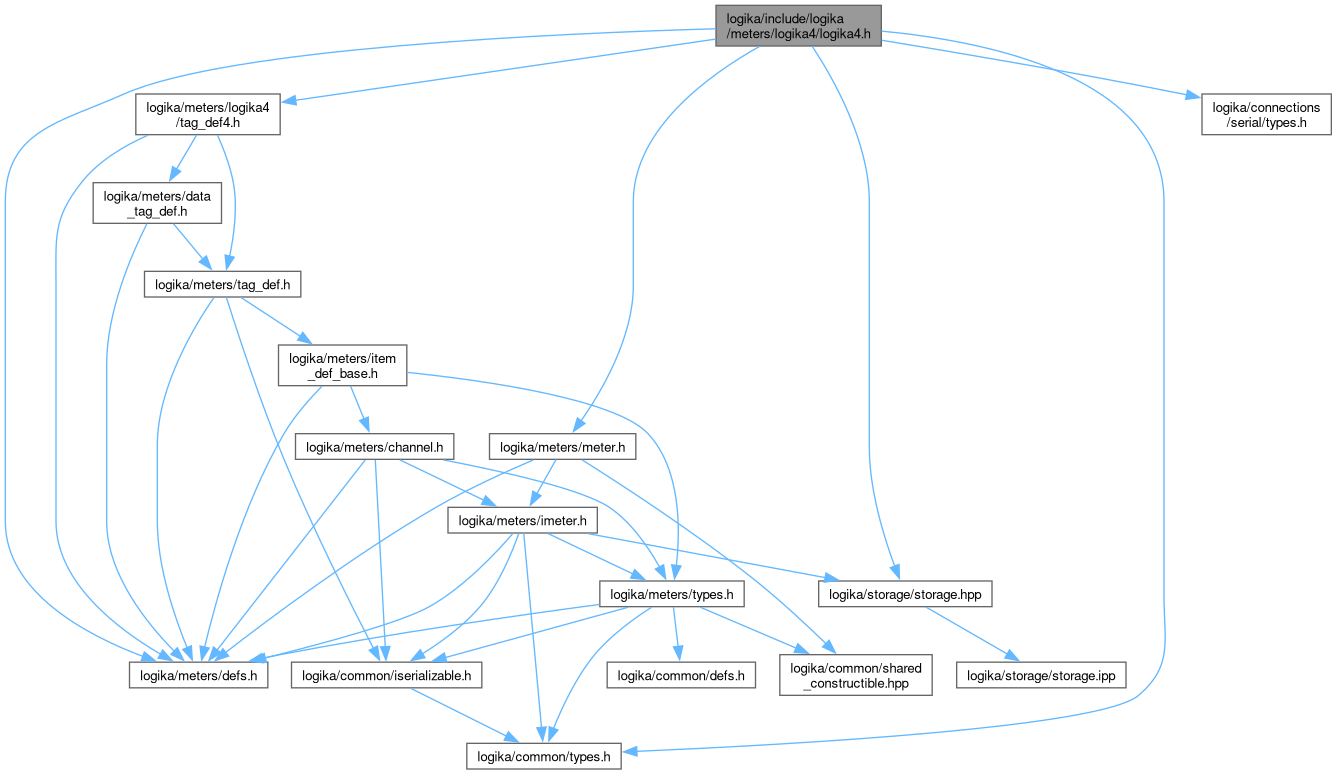 logika/include/logika
/meters/logika4/logika4.h
logika/meters/logika4
/tag_def4.h
logika/connections
/serial/types.h
logika/meters/data
_tag_def.h
logika/meters/tag_def.h
logika/meters/item
_def_base.h
logika/meters/channel.h
logika/meters/meter.h
logika/meters/imeter.h
logika/meters/types.h
logika/storage/storage.hpp
logika/meters/defs.h
logika/common/iserializable.h
logika/common/defs.h
logika/common/shared
_constructible.hpp
logika/storage/storage.ipp
logika/common/types.h